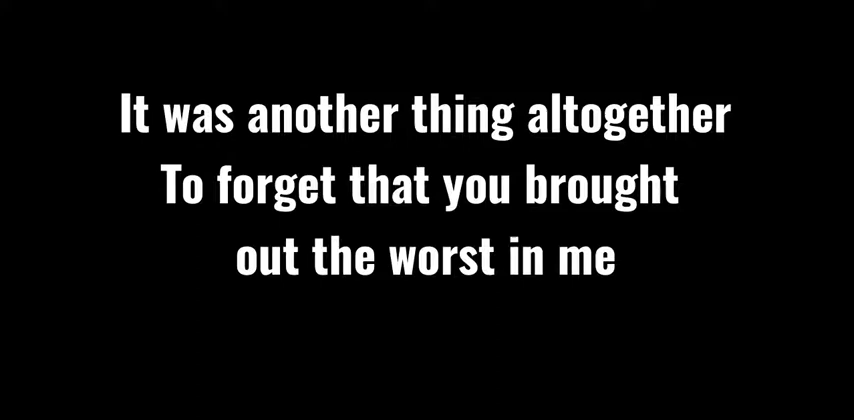 It was another thing altogether
To forget that you brought
out the worst in me